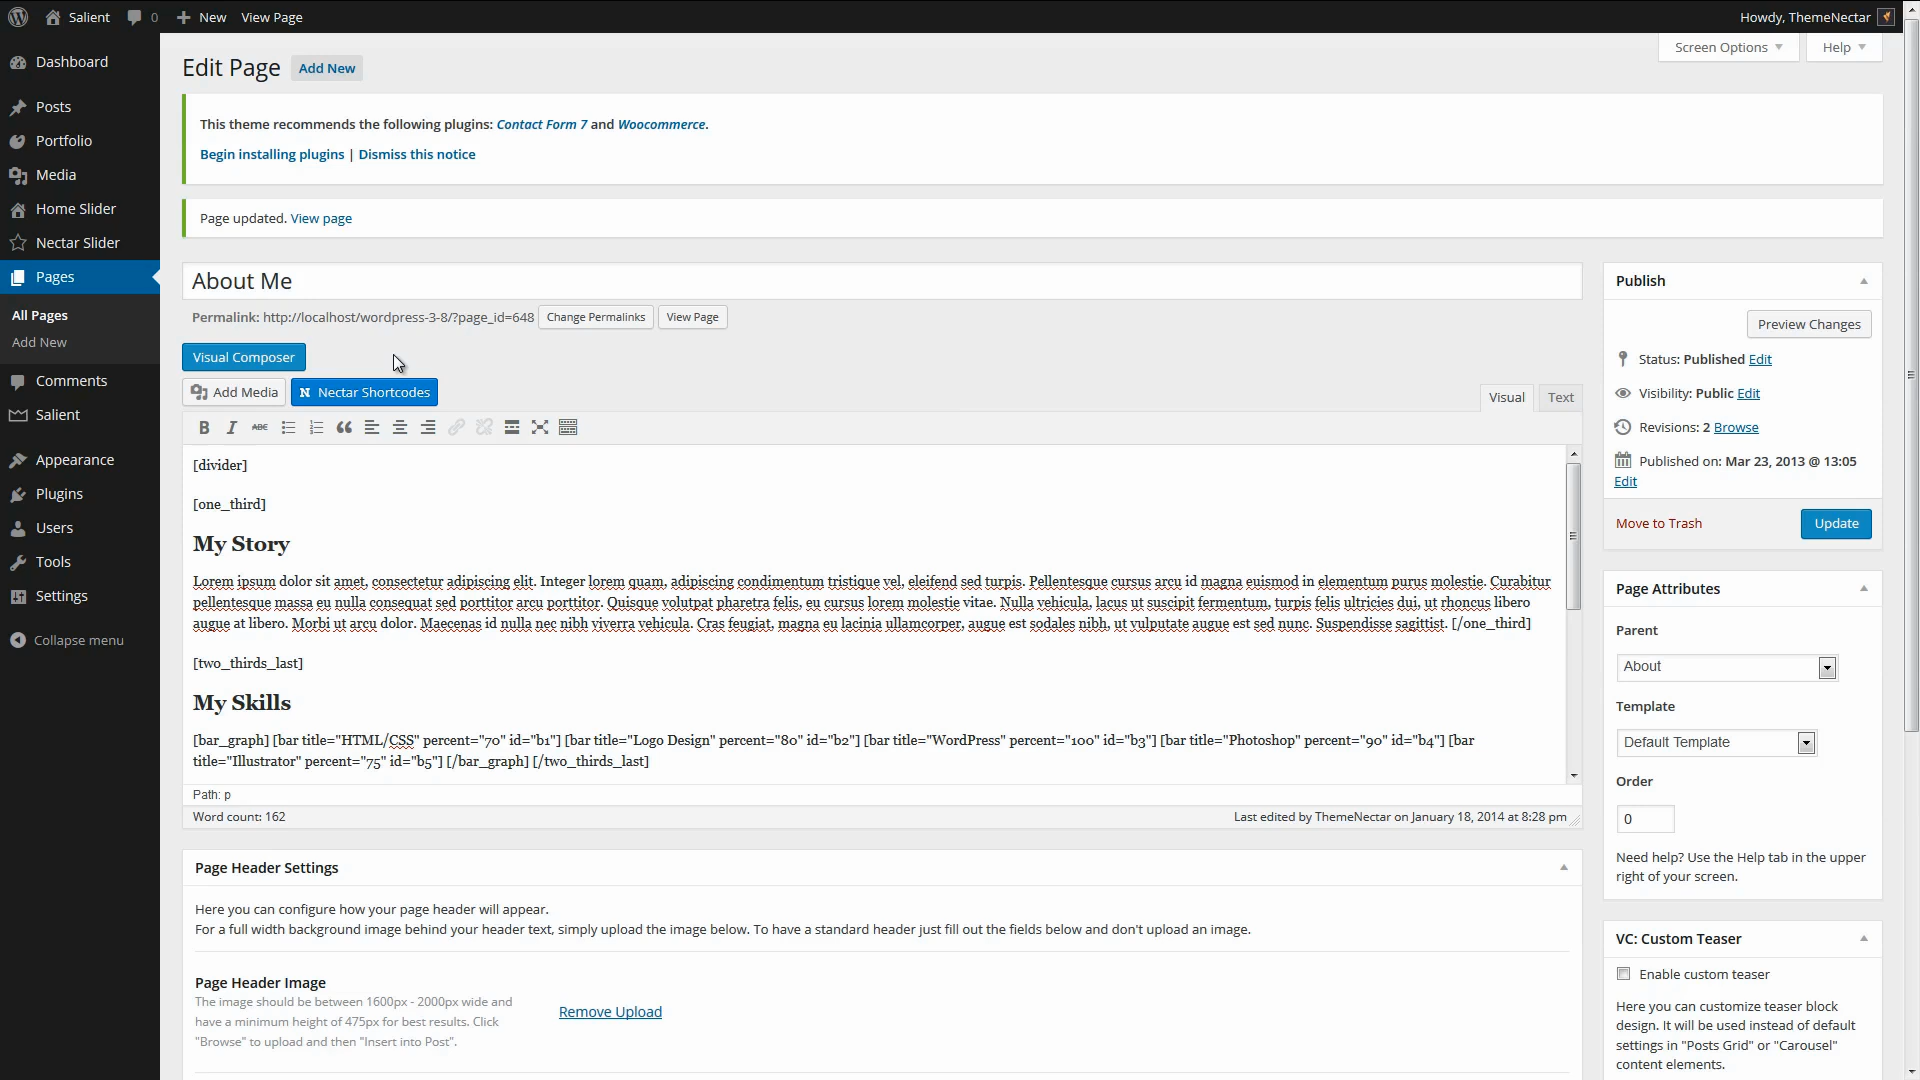 Salient 0 New View Page
Howdy, ThemeNectar
Dashboard
Posts
Portfolio
Media
Home Slider
Nectar Slider
Pages
All Pages
Add New
Comments
Salient
Appearance
Plugins
Users
Tools
Settings
Collapse menu
Screen Options
Help
Edit Page Add New
This theme recommends the following plugins: Contact Form 7 and Woocommerce.
Begin installing plugins | Dismiss this notice
Page updated. View page
About Me
Permalink: http://localhost/wordpress-3-8/?page_id=648 Change Permalinks View Page
Visual Composer
Add Media N Nectar Shortcodes
Visual Text
B I ABC
[divider]
[one_third]
My Story
Lorem ipsum dolor sit amet, consectetur adipiscing elit. Integer lorem quam, adipiscing condimentum tristique vel, eleifend sed turpis. Pellentesque cursus arcu id magna euismod in elementum purus molestie. Curabitur
pellentesque massa eu nulla consequat sed porttitor arcu porttitor. Quisque volutpat pharetra felis, eu cursus lorem molestie vitae. Nulla vehicula, lacus ut suscipit fermentum, turpis felis ultricies dui, ut rhoncus libero
augue at libero. Morbi ut arcu dolor. Maecenas id nulla nec nibh viverra vehicula. Cras feugiat, magna eu lacinia ullamcorper, augue est sodales nibh, ut vulputate augue est sed nunc. Suspendisse sagittist. [/one_third]
[two_thirds_last]
My Skills
[bar_graph] [bar title="HTML/CSS" percent="70" id="b1"] [bar title="Logo Design" percent="80" id="b2"] [bar title="WordPress" percent="100" id="b3"] [bar title="Photoshop" percent="90" id="b4"] [bar
title="Illustrator" percent="75" id="b5"] [/bar_graph] [/two_thirds_last]
Path: p
Word count: 162
Last edited by ThemeNectar on January 18, 2014 at 8:28 pm
Page Header Settings
Here you can configure how your page header will appear.
For a full width background image behind your header text, simply upload the image below. To have a standard header just fill out the fields below and don't upload an image.
Page Header Image
The image should be between 1600px - 2000px wide and
have a minimum height of 475px for best results. Click
"Browse" to upload and then "Insert into Post".
Remove Upload
Publish
Preview Changes
Status: Published Edit
Visibility: Public Edit
Revisions: 2 Browse
Published on: Mar 23, 2013 @ 13:05
Edit
Move to Trash Update
Page Attributes
Parent
About
Template
Default Template
Order
0
Need help? Use the Help tab in the upper
right of your screen.
VC: Custom Teaser
Enable custom teaser
Here you can customize teaser block
design. It will be used instead of default
settings in "Posts Grid" or "Carousel"
content elements.